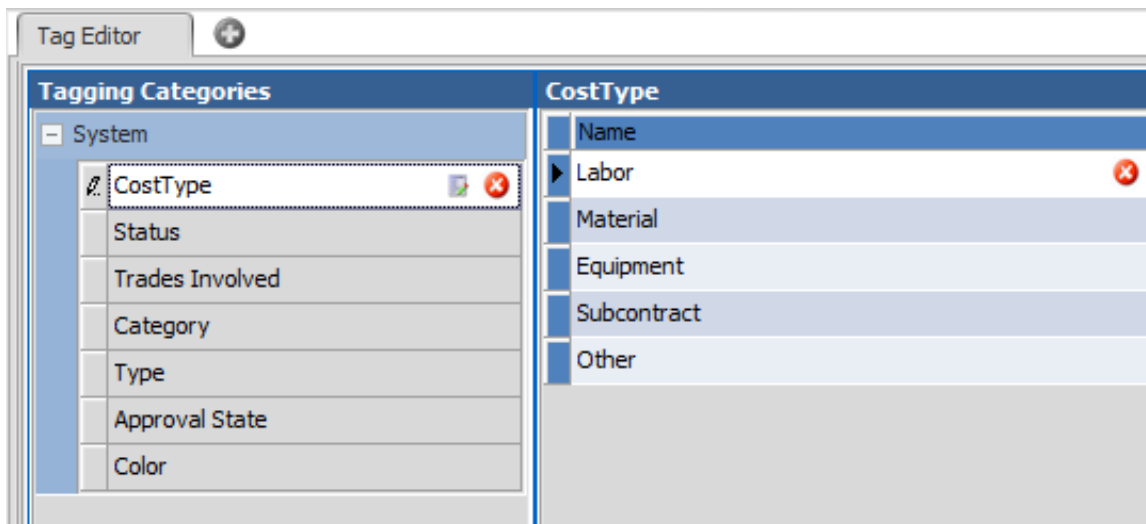 Tag Editor
Tagging Categories
System
CostType
Status
Trades Involved
Category
Type
Approval State
Color
CostType
Name
Labor
Material
Equipment
Subcontract
Other